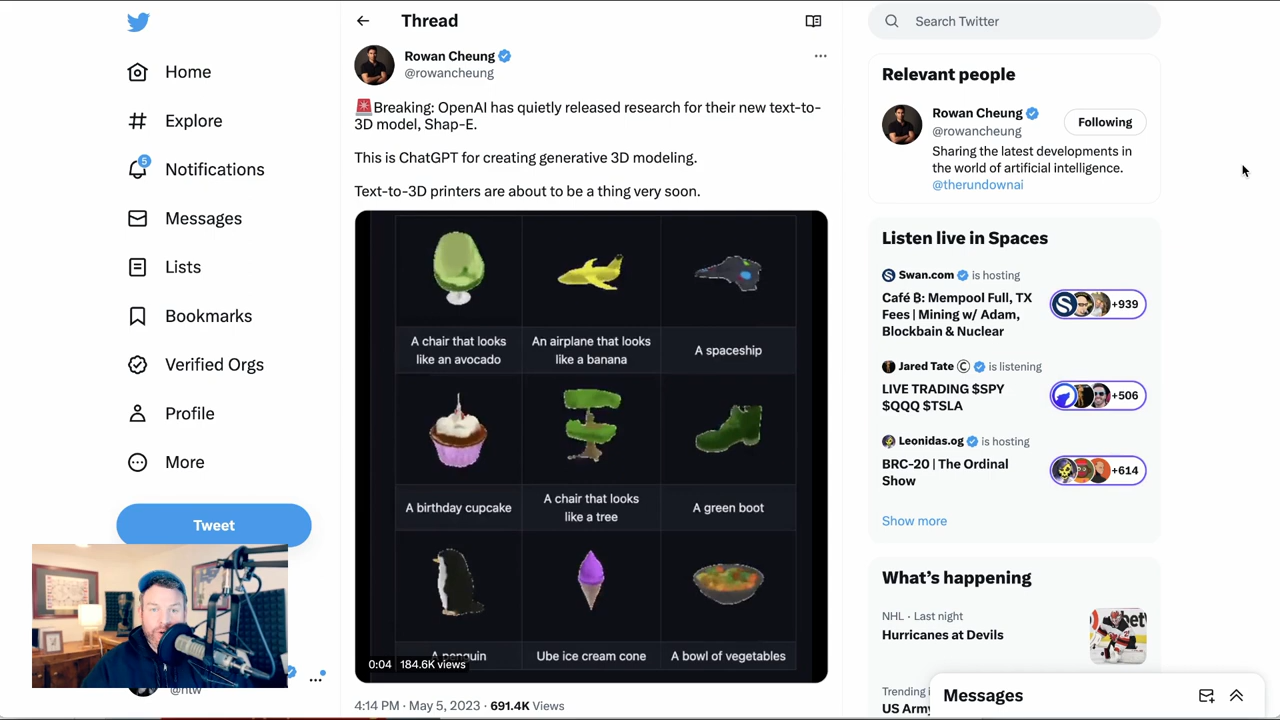 Home
Explore
5
Notifications
Messages
Lists
Bookmarks
Verified Orgs
Profile
More
Tweet
@ntw
Thread
Rowan Cheung
@rowancheung
🚨Breaking: OpenAI has quietly released research for their new text-to-
3D model, Shap-E.
This is ChatGPT for creating generative 3D modeling.
Text-to-3D printers are about to be a thing very soon.
A chair that looks
like an avocado
An airplane that looks
like a banana
A spaceship
A birthday cupcake
A chair that looks
like a tree
A green boot
A penguin
Ube ice cream cone
A bowl of vegetables
0:04 184.6K views
4:14 PM · May 5, 2023 · 691.4K Views
Search Twitter
Relevant people
Rowan Cheung
@rowancheung
Following
Sharing the latest developments in
the world of artificial intelligence.
@therundownai
Listen live in Spaces
Swan.com is hosting
Café ₿: Mempool Full, TX
Fees | Mining w/ Adam,
Blockbain & Nuclear
+939
Jared Tate Ⓒ is listening
LIVE TRADING $SPY
$QQQ $TSLA
+506
Leonidas.og is hosting
BRC-20 | The Ordinal
Show
+614
Show more
What's happening
NHL · Last night
Hurricanes at Devils
Trending i
US Army
Messages